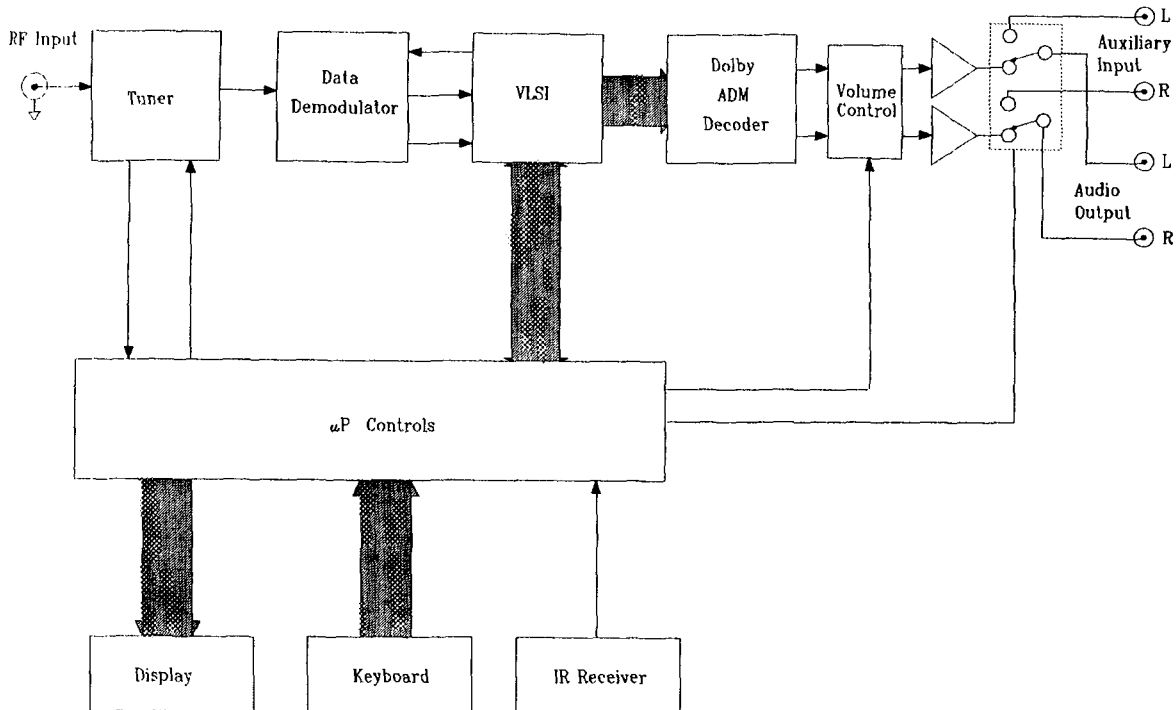 RF Input
Tuner
Data
Demodulator
VLSI
Dolby
ADM
Decoder
Volume
Control
L
Auxiliary
Input
R
L
Audio
Output
R
μP Controls
Display
Keyboard
IR Receiver